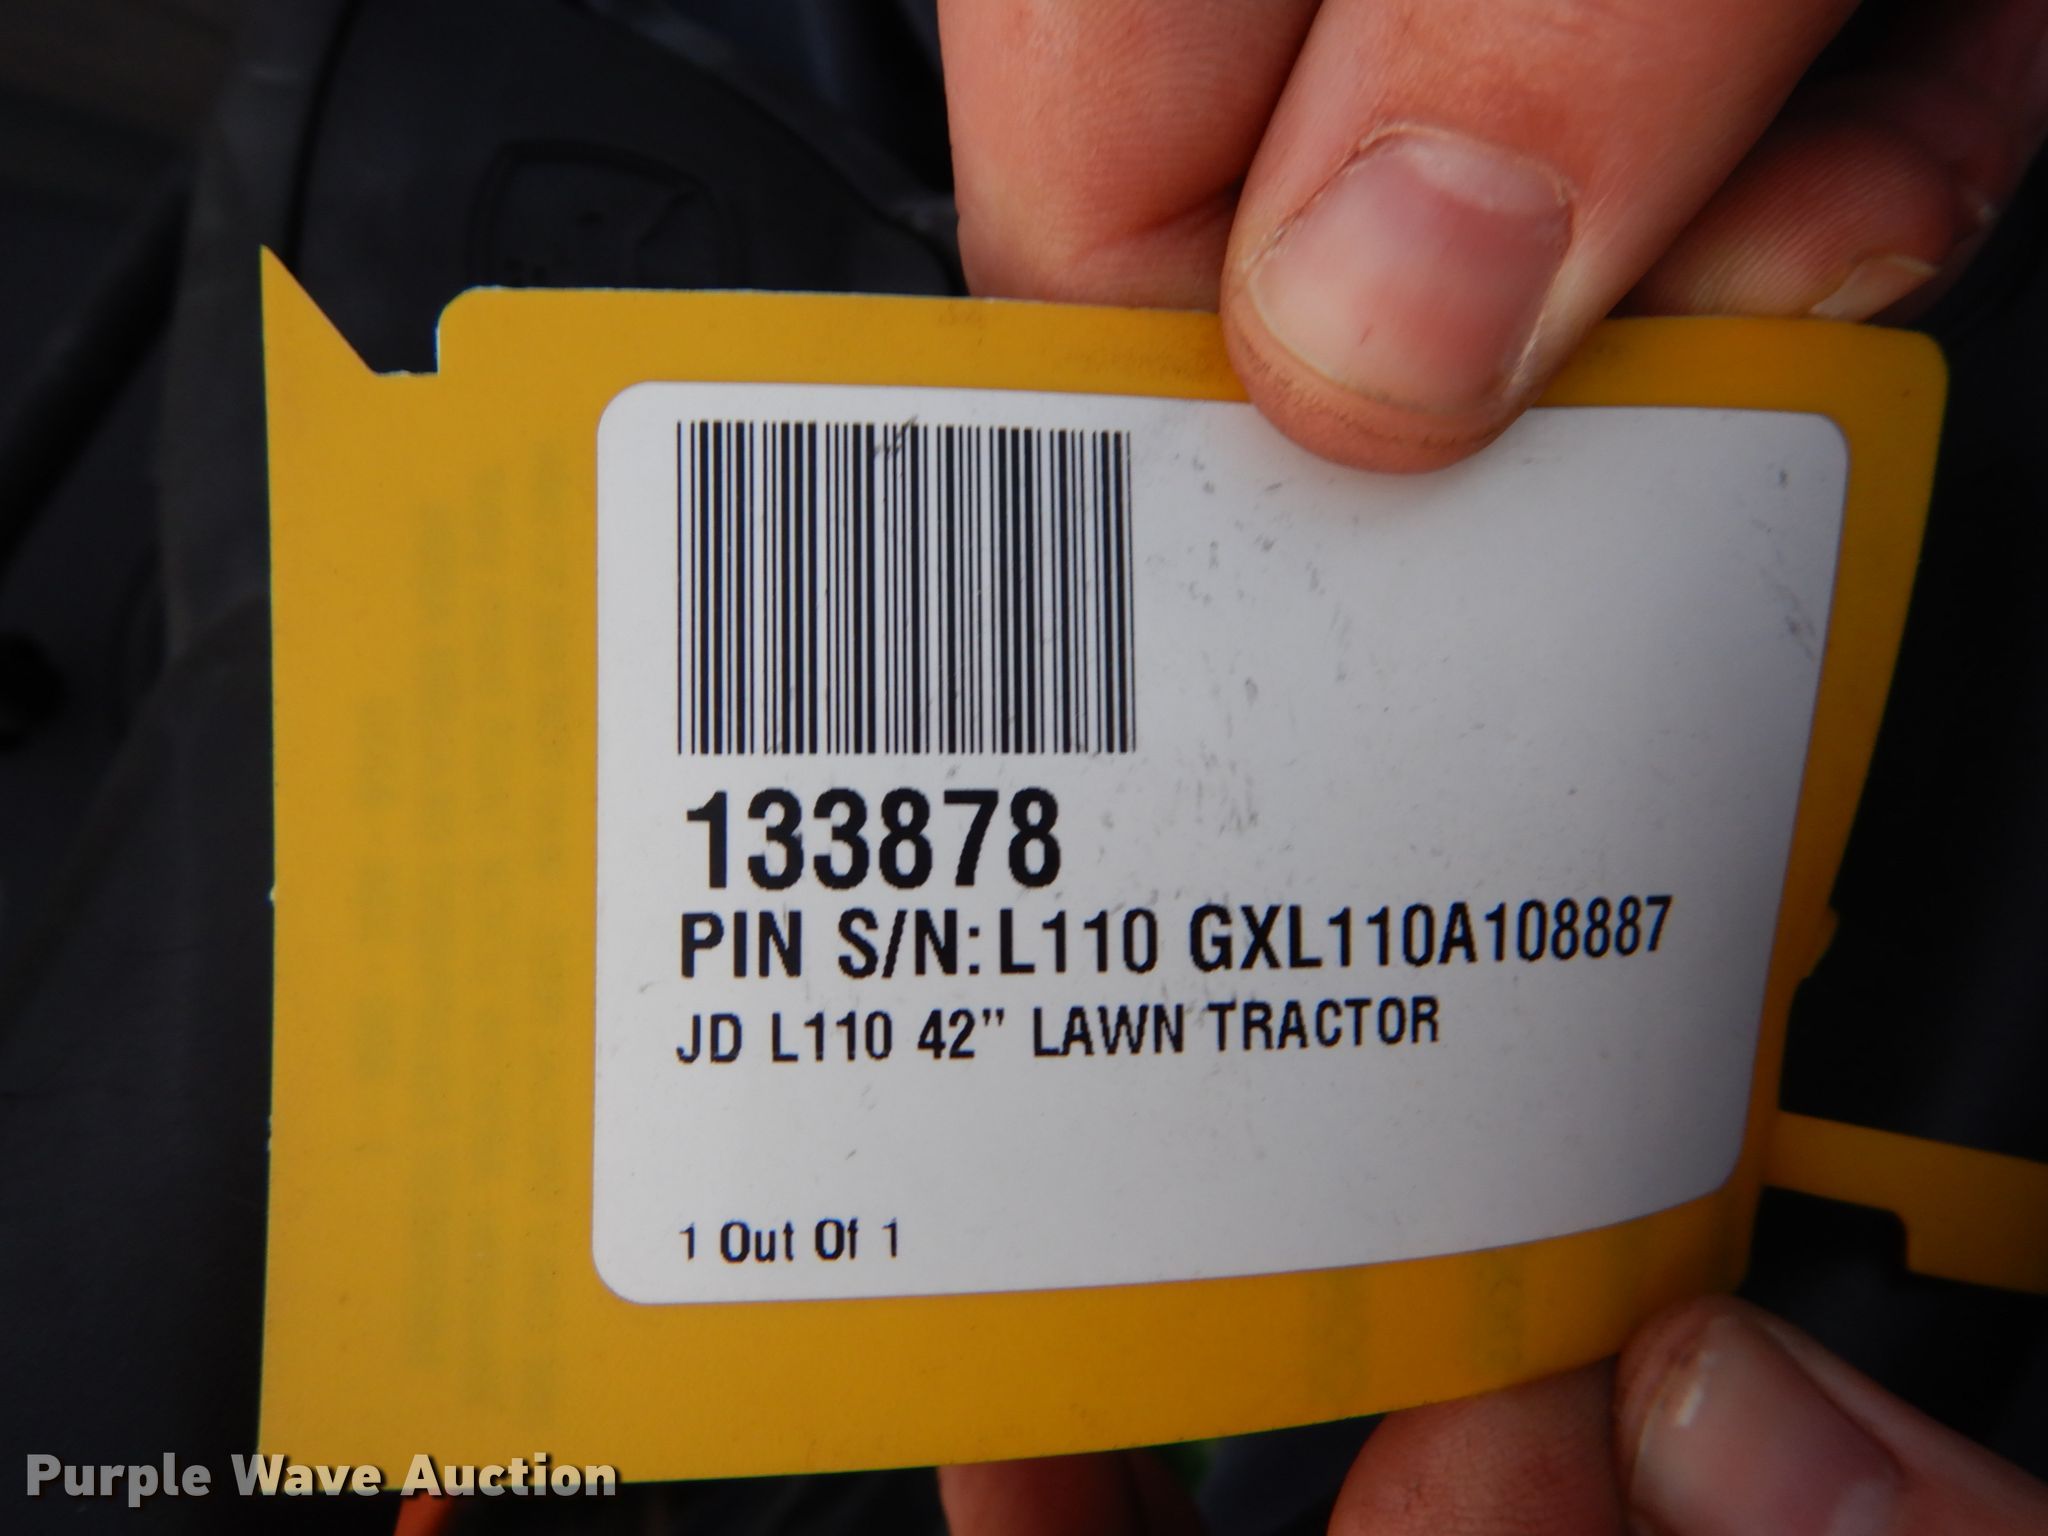 133878
PIN S/N: L110 GXL110A108887
JD L110 42” LAWN TRACTOR
1 Out Of 1
Purple Wave Auction